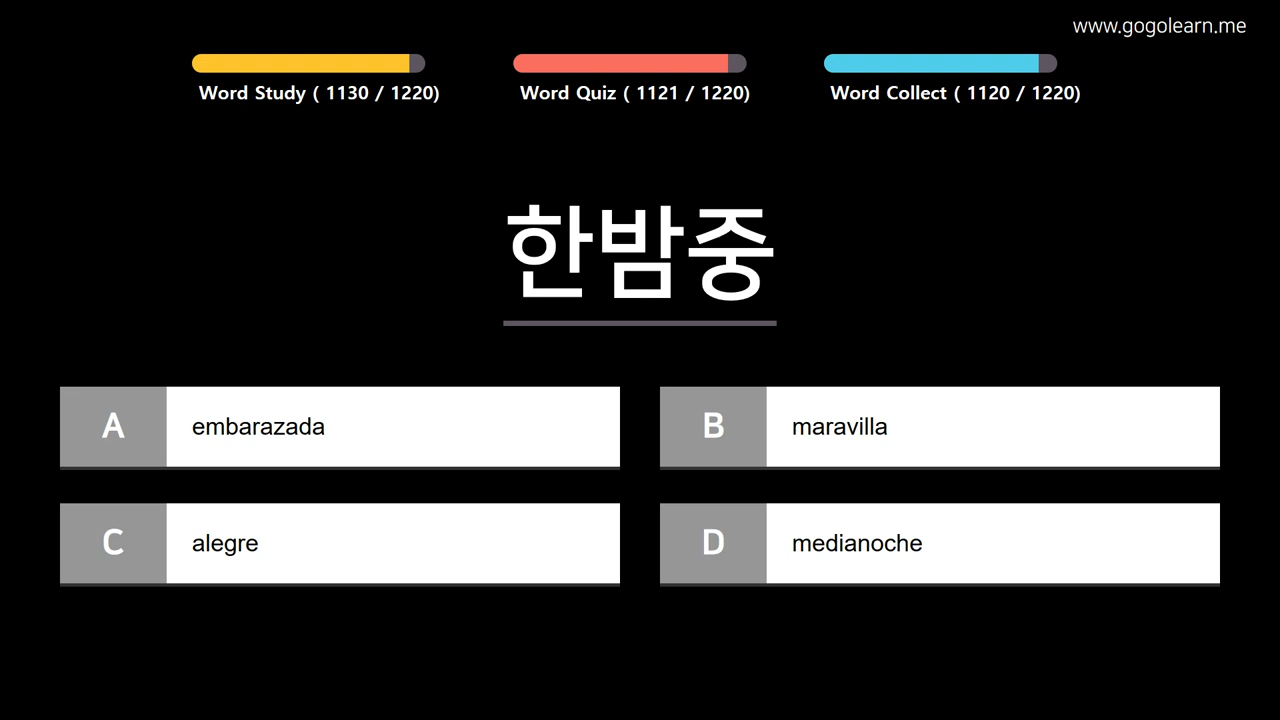 www.gogolearn.me
Word Study ( 1130 / 1220)
Word Quiz ( 1121 / 1220)
Word Collect ( 1120 / 1220)
한밤중
A embarazada
B maravilla
C alegre
D medianoche